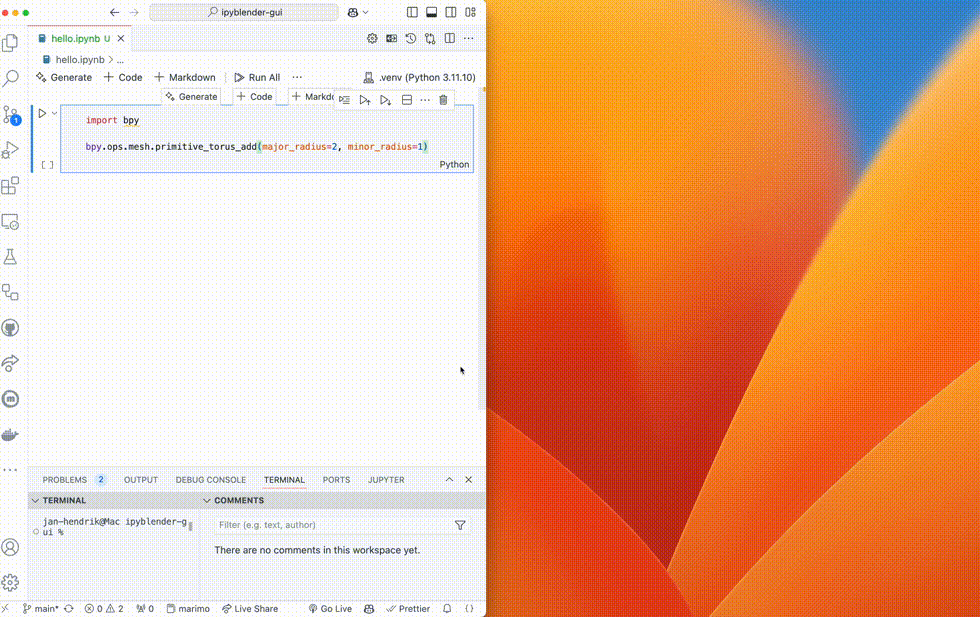 ipyblender-gui
hello.ipynb U
hello.ipynb > ...
Generate + Code + Markdown Run All ... .venv (Python 3.11.10)
Generate + Code + Markd
import bpy
bpy.ops.mesh.primitive_torus_add(major_radius=2, minor_radius=1)
[ ]
Python
1
PROBLEMS 2 OUTPUT DEBUG CONSOLE TERMINAL PORTS JUPYTER
TERMINAL
COMMENTS
jan-hendrik@Mac ipyblender-g
ui %
Filter (e.g. text, author)
There are no comments in this workspace yet.
main* 0 2 0 marimo Live Share Go Live Prettier {}